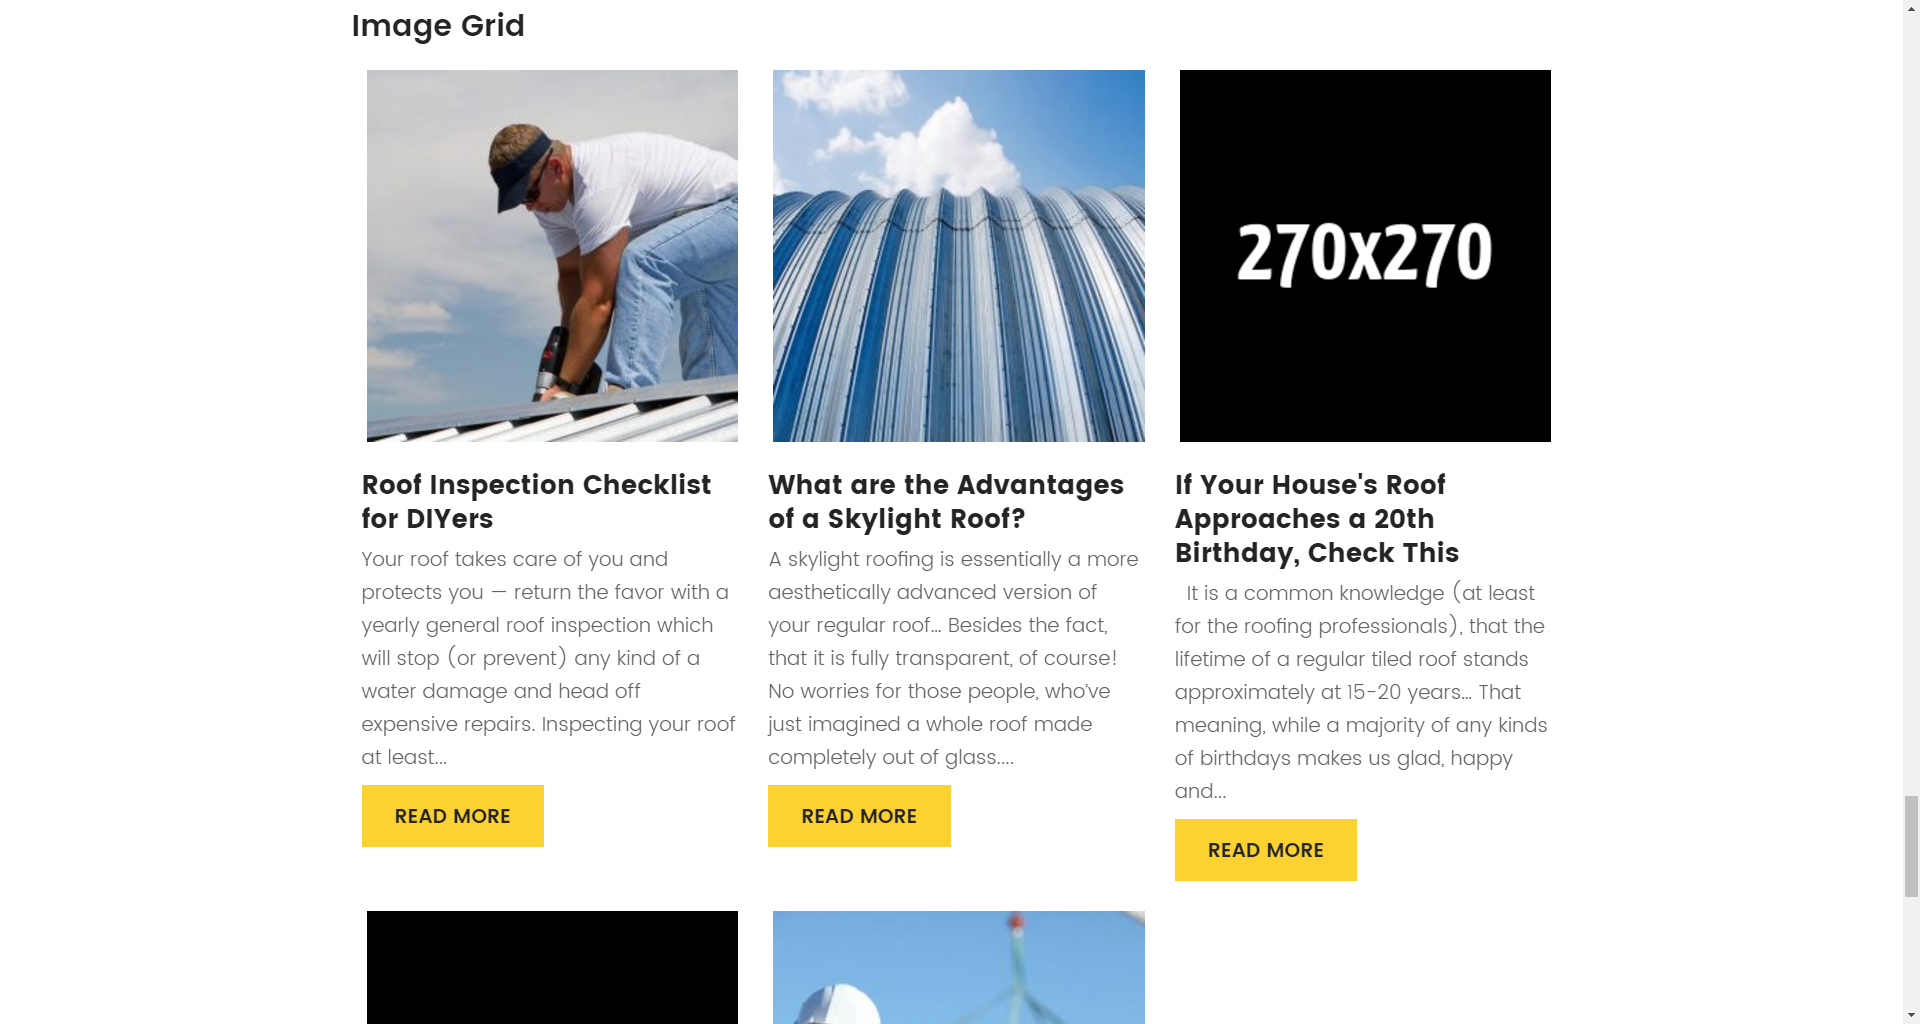 Image Grid
270x270
Roof Inspection Checklist
for DIYers
Your roof takes care of you and
protects you — return the favor with a
yearly general roof inspection which
will stop (or prevent) any kind of a
water damage and head off
expensive repairs. Inspecting your roof
at least...
READ MORE
What are the Advantages
of a Skylight Roof?
A skylight roofing is essentially a more
aesthetically advanced version of
your regular roof... Besides the fact,
that it is fully transparent, of course!
No worries for those people, who’ve
just imagined a whole roof made
completely out of glass....
READ MORE
If Your House's Roof
Approaches a 20th
Birthday, Check This
It is a common knowledge (at least
for the roofing professionals), that the
lifetime of a regular tiled roof stands
approximately at 15-20 years... That
meaning, while a majority of any kinds
of birthdays makes us glad, happy
and...
READ MORE